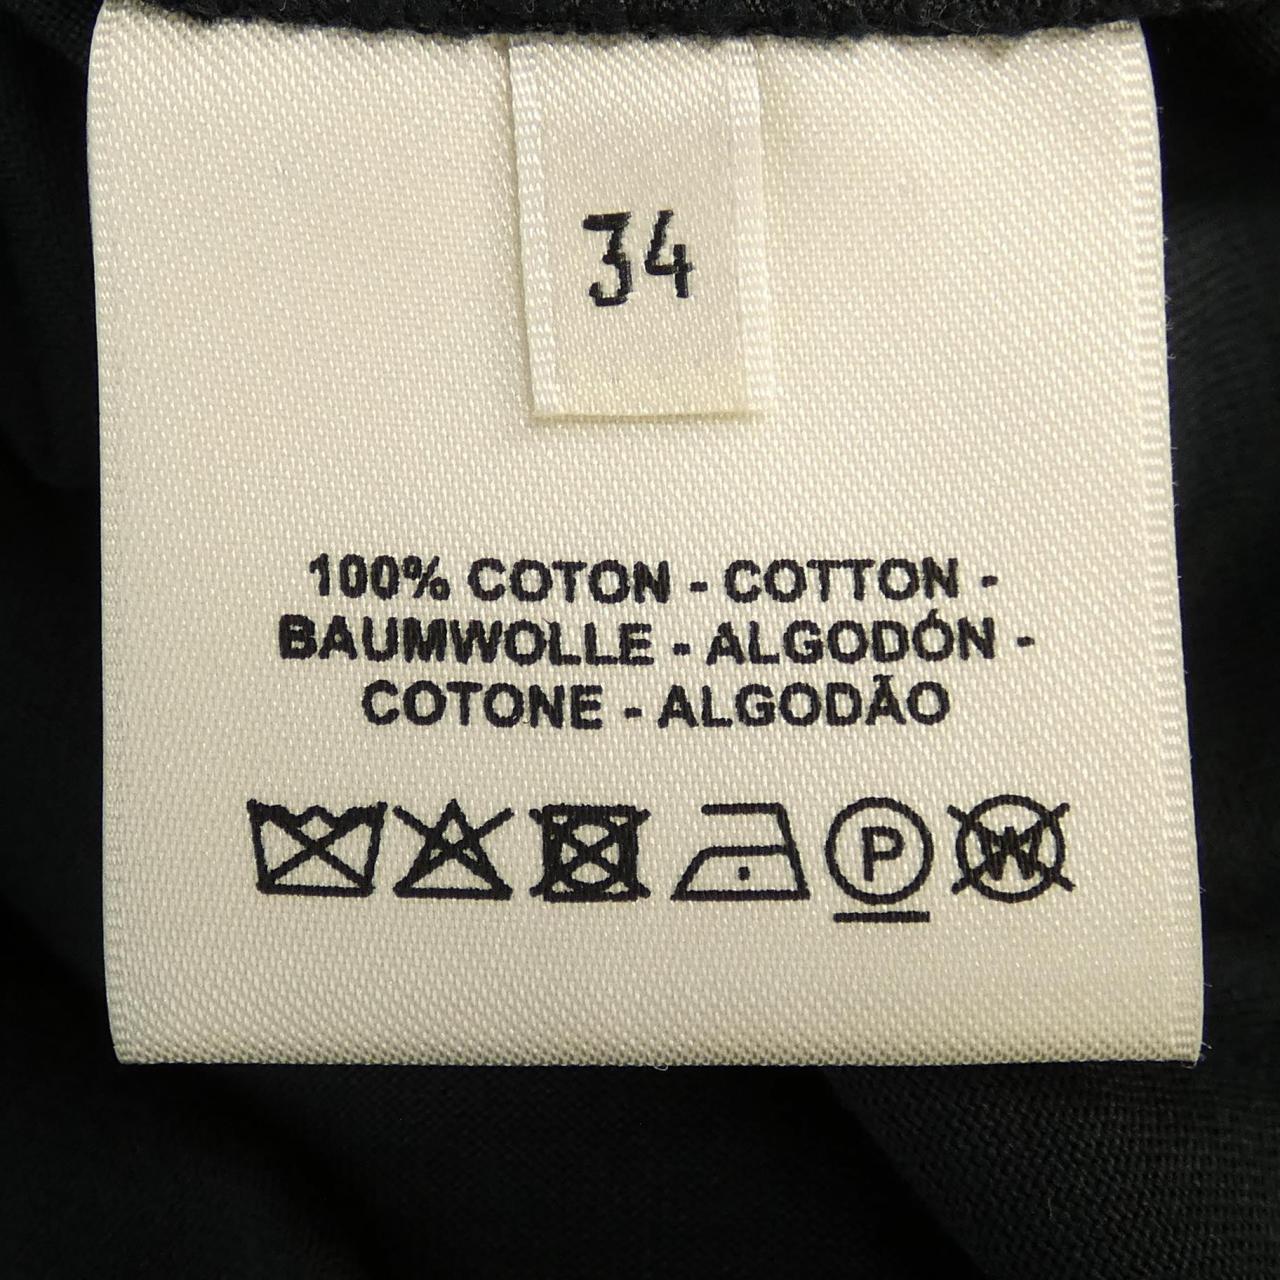 34
100% COTON - COTTON -
BAUMWOLLE - ALGODÓN -
COTONE - ALGODÃO
P W